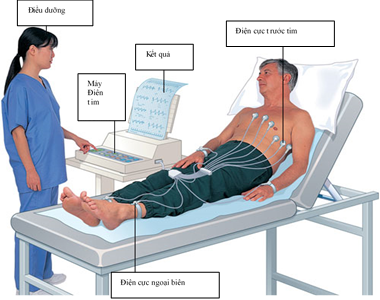 Điều dưỡng
Kết quả
Điện cực trước tim
Máy
Điện
tim
Điện cực ngoại biên